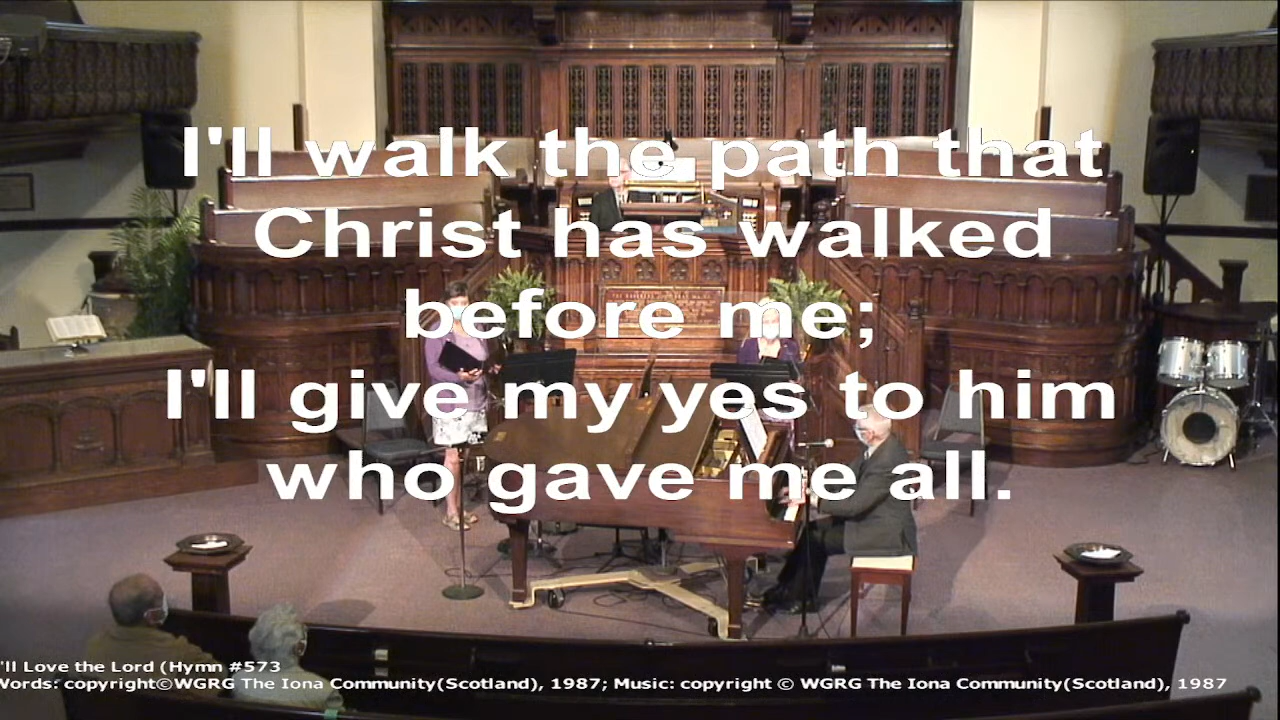 I'll walk the path that
Christ has walked
before me;
I'll give my yes to him
who gave me all.
'll Love the Lord (Hymn #573
Words: copyright©WGRG The Iona Community(Scotland), 1987; Music: copyright © WGRG The Iona Community(Scotland), 1987